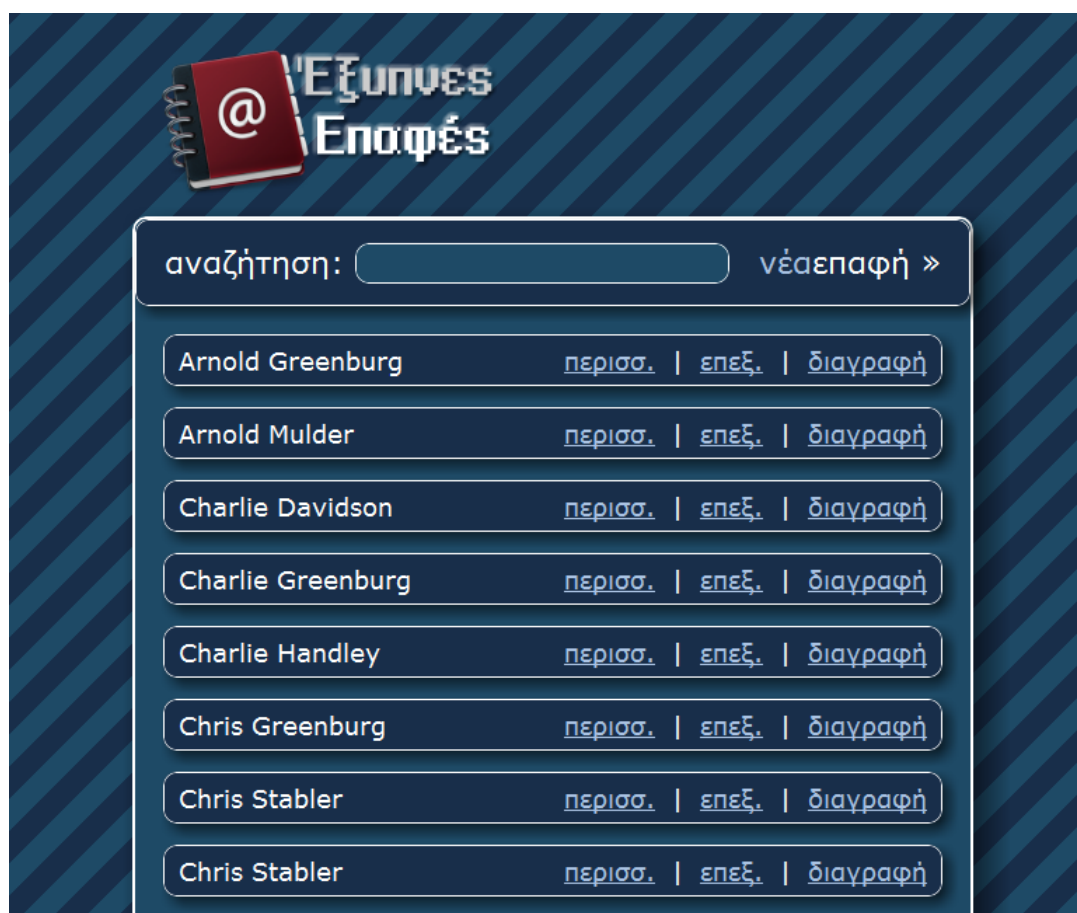 @
Έξυπνες
Επαφές
αναζήτηση: νέαεπαφή »
Arnold Greenburg περισσ. | επεξ. | διαγραφή
Arnold Mulder περισσ. | επεξ. | διαγραφή
Charlie Davidson περισσ. | επεξ. | διαγραφή
Charlie Greenburg περισσ. | επεξ. | διαγραφή
Charlie Handley περισσ. | επεξ. | διαγραφή
Chris Greenburg περισσ. | επεξ. | διαγραφή
Chris Stabler περισσ. | επεξ. | διαγραφή
Chris Stabler περισσ. | επεξ. | διαγραφή